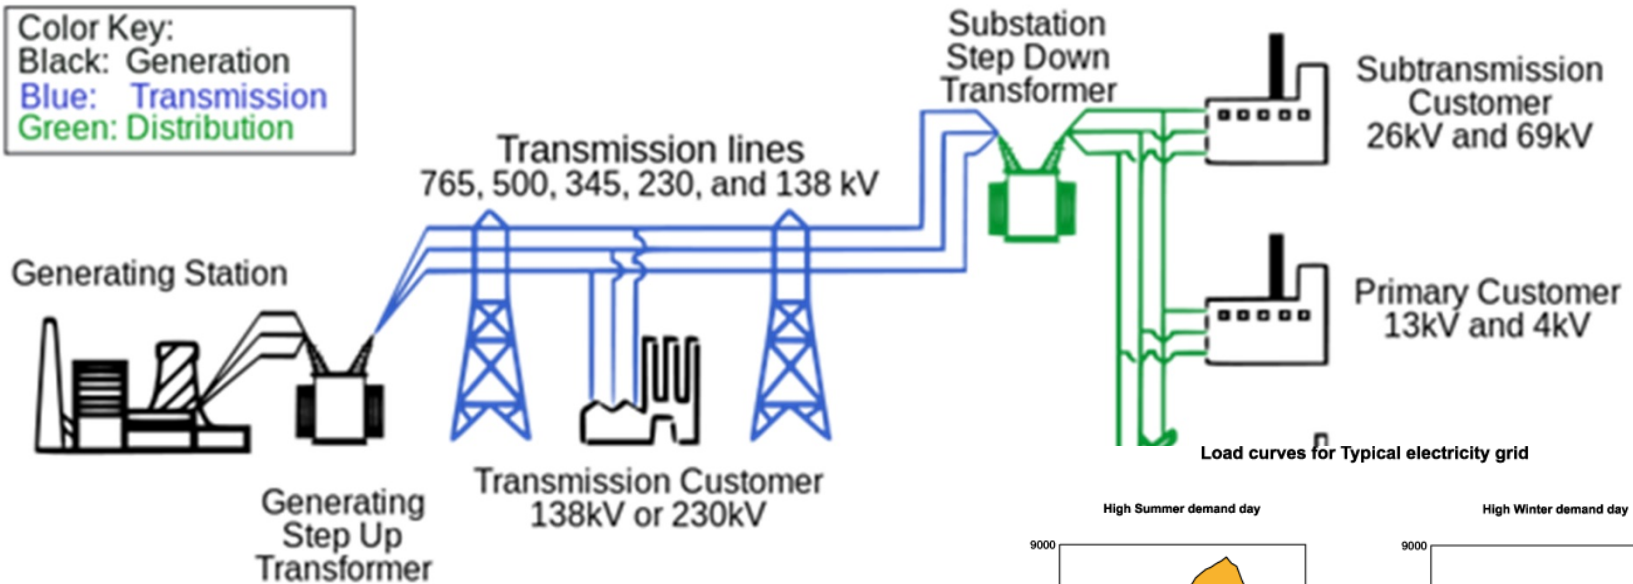 Color Key:
Black: Generation
Blue: Transmission
Green: Distribution
Substation
Step Down
Transformer
Subtransmission
Customer
26kV and 69kV
Transmission lines
765, 500, 345, 230, and 138 kV
Generating Station
Primary Customer
13kV and 4kV
Transmission Customer
138kV or 230kV
Generating
Step Up
Transformer
Load curves for Typical electricity grid
High Summer demand day
High Winter demand day
9000
9000